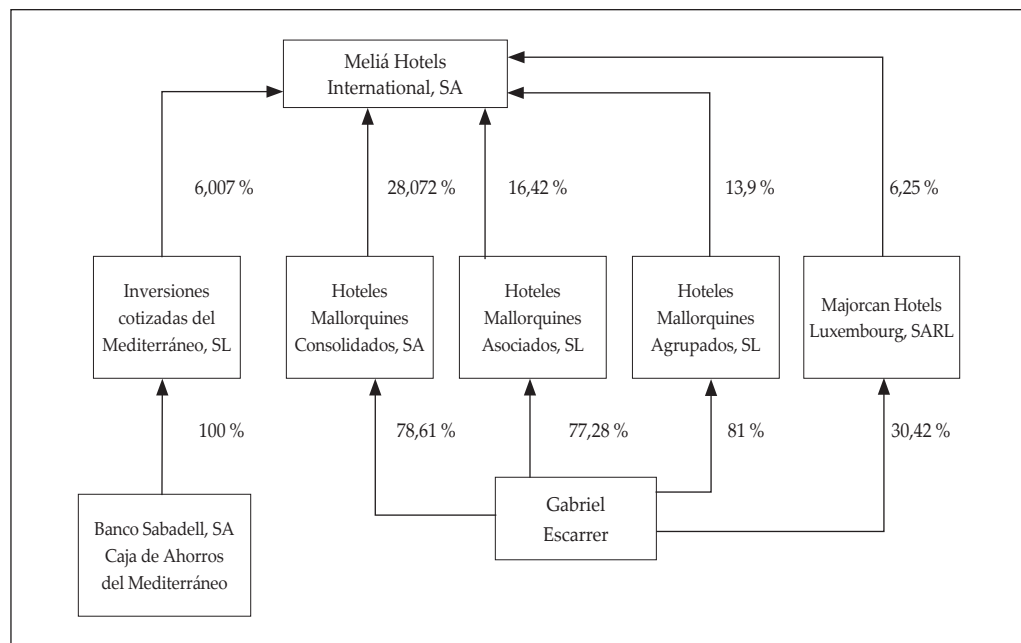 Meliá Hotels
International, SA
6,007 %
28,072 %
16,42 %
13,9 %
6,25 %
Inversiones
cotizadas del
Mediterráneo, SL
Hoteles
Mallorquines
Consolidados, SA
Hoteles
Mallorquines
Asociados, SL
Hoteles
Mallorquines
Agrupados, SL
Majorcan Hotels
Luxembourg, SARL
100 %
78,61 %
77,28 %
81 %
30,42 %
Banco Sabadell, SA
Caja de Ahorros
del Mediterráneo
Gabriel
Escarrer